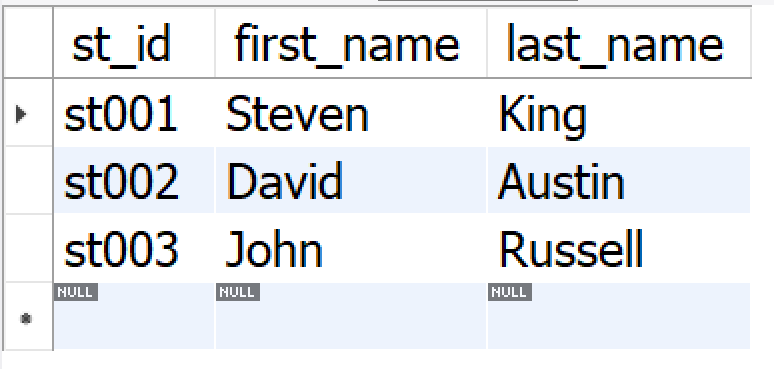 st_id first_name last_name
st001 Steven King
st002 David Austin
st003 John Russell
NULL NULL NULL